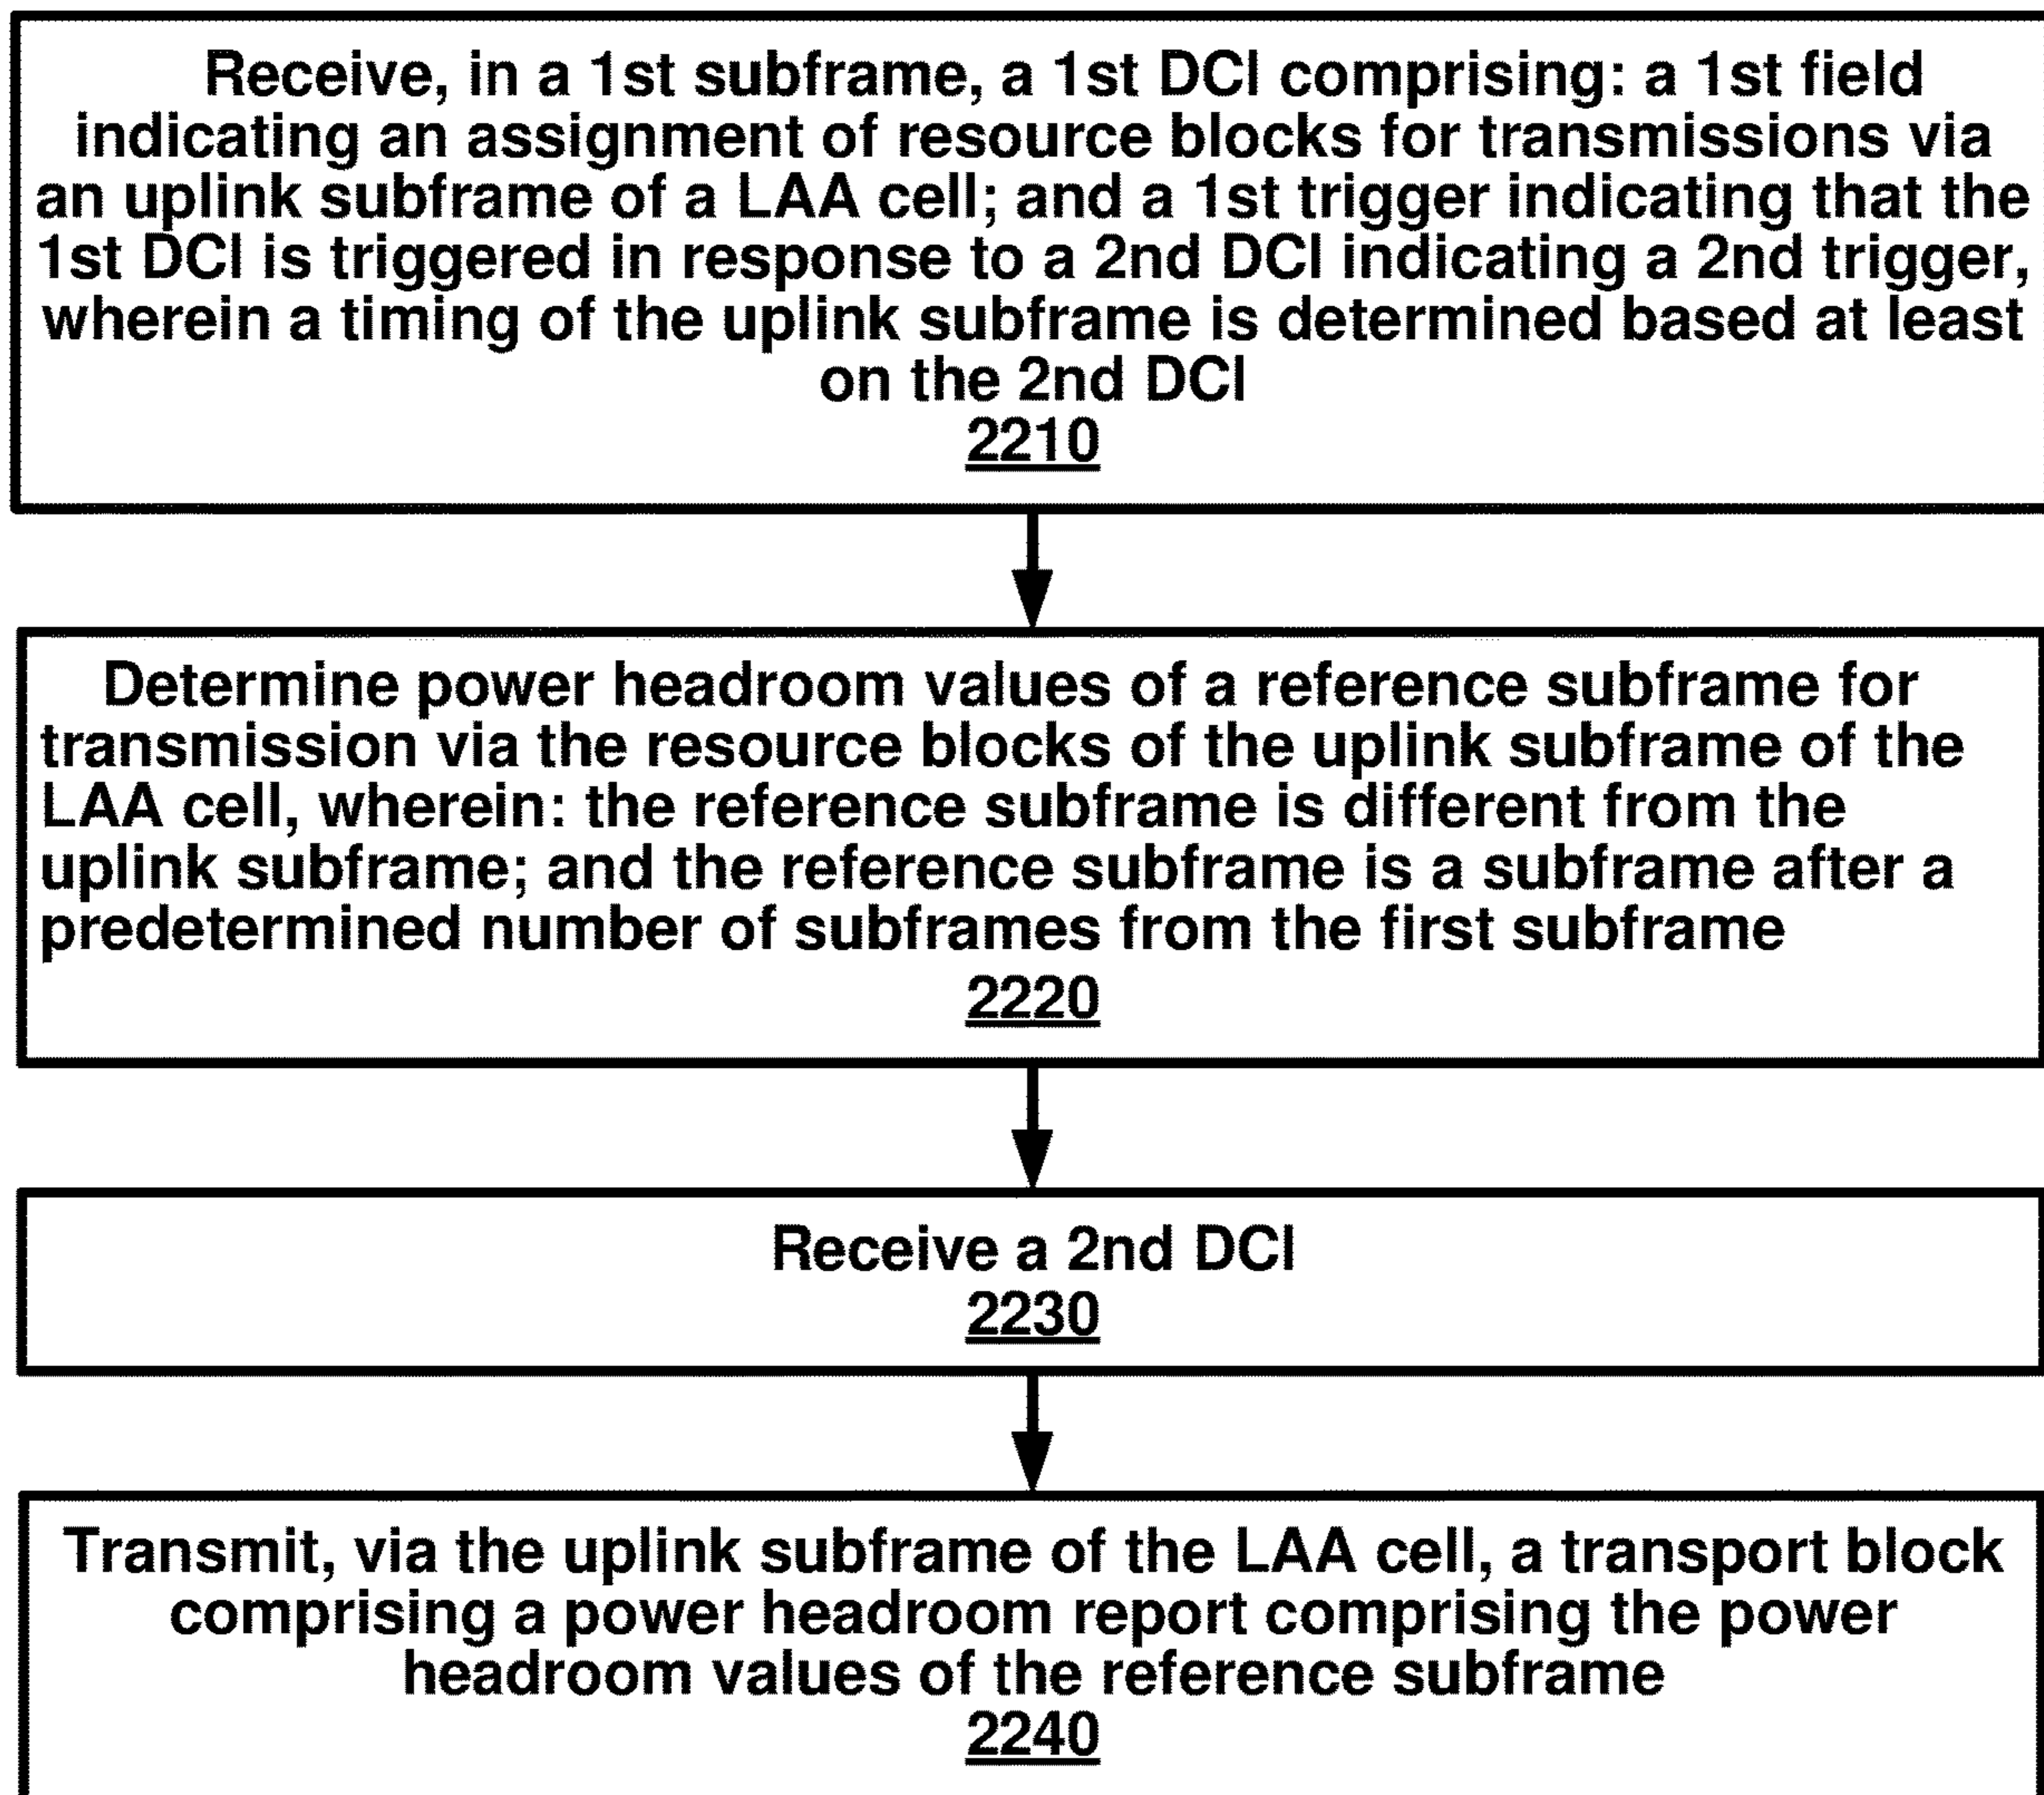 Receive, in a 1st subframe, a 1st DCI comprising: a 1st field
indicating an assignment of resource blocks for transmissions via
an uplink subframe of a LAA cell; and a 1st trigger indicating that the
1st DCI is triggered in response to a 2nd DCI indicating a 2nd trigger,
wherein a timing of the uplink subframe is determined based at least
on the 2nd DCI
2210
Determine power headroom values of a reference subframe for
transmission via the resource blocks of the uplink subframe of the
LAA cell, wherein: the reference subframe is different from the
uplink subframe; and the reference subframe is a subframe after a
predetermined number of subframes from the first subframe
2220
Receive a 2nd DCI
2230
Transmit, via the uplink subframe of the LAA cell, a transport block
comprising a power headroom report comprising the power
headroom values of the reference subframe
2240